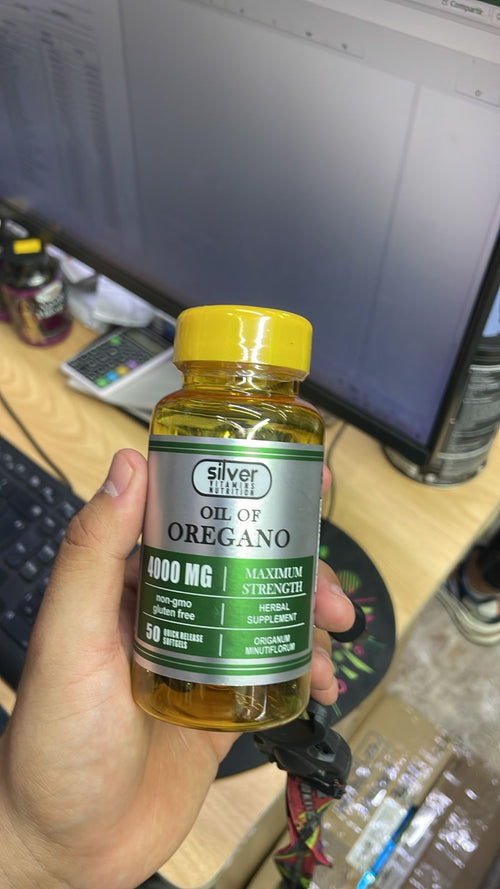 Compartir
silver
VITAMINS
NUTRITION
OIL OF
OREGANO
4000 MG
MAXIMUM
STRENGTH
non-gmo
gluten free
HERBAL
SUPPLEMENT
50 QUICK RELEASE
SOFTGELS
ORIGANUM
MINUTIFLORUM